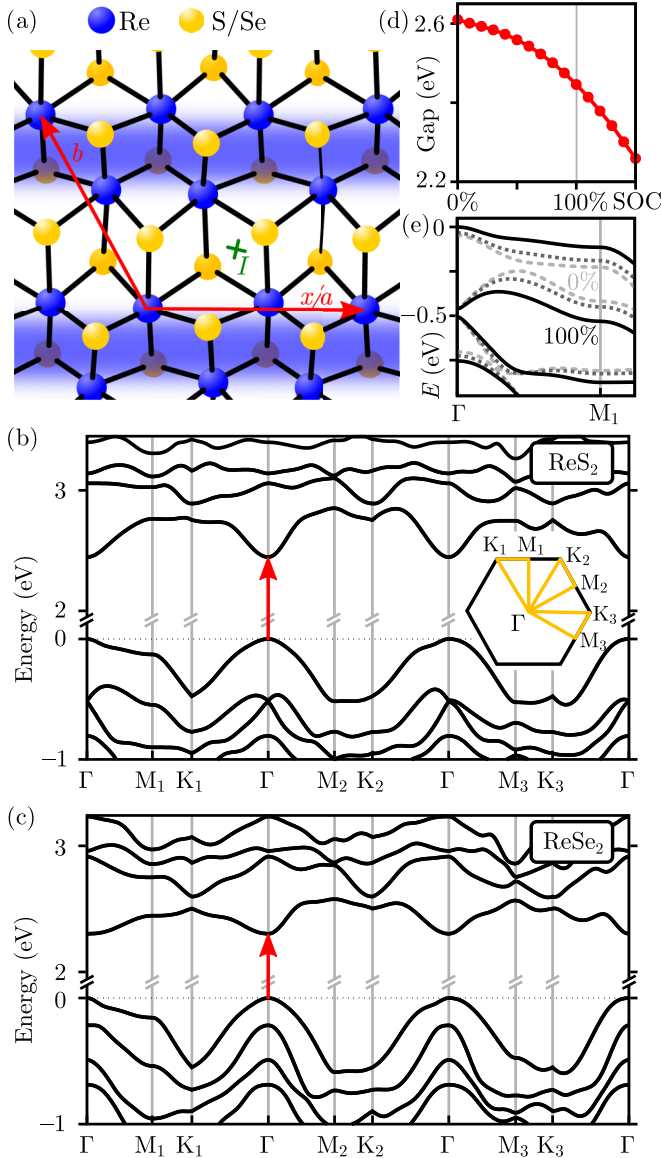 (a)
Re
S/Se
b
x/a
I
(d)
2.6
2.2
Gap (eV)
0%
100%
SOC
(e)
0
−0.5
E (eV)
0%
100%
Γ
M1
(b)
3
2
0
−1
Energy (eV)
ReS2
K1 M1 K2
M2
K3
M3
Γ
Γ M1 K1 Γ M2 K2 Γ M3 K3 Γ
(c)
3
2
0
−1
Energy (eV)
ReSe2
Γ M1 K1 Γ M2 K2 Γ M3 K3 Γ